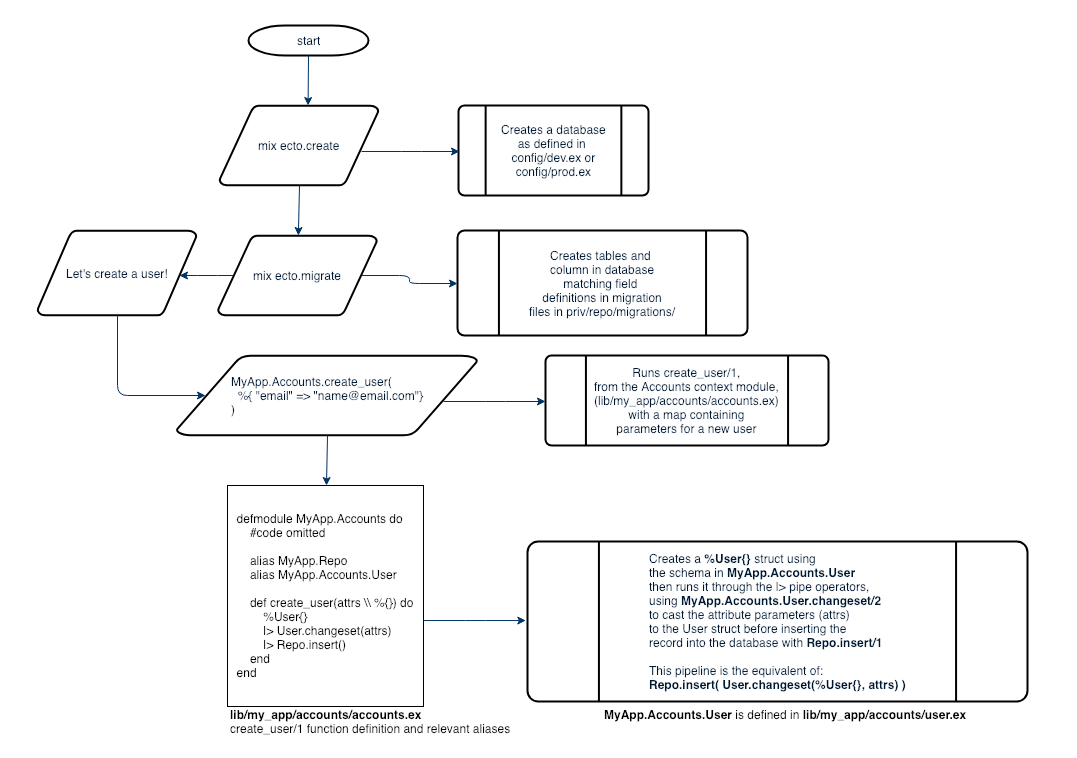 start
mix ecto.create
Creates a database
as defined in
config/dev.ex or
config/prod.ex
Let's create a user!
mix ecto.migrate
Creates tables and
column in database
matching field
definitions in migration
files in priv/repo/migrations/
MyApp.Accounts.create_user(
%{ "email" => "name@email.com"}
)
Runs create_user/1,
from the Accounts context module,
(lib/my_app/accounts/accounts.ex)
with a map containing
parameters for a new user
defmodule MyApp.Accounts do
#code omitted
alias MyApp.Repo
alias MyApp.Accounts.User
def create_user(attrs \\ %{}) do
%User{}
|> User.changeset(attrs)
|> Repo.insert()
end
end
lib/my_app/accounts/accounts.ex
create_user/1 function definition and relevant aliases
Creates a %User{} struct using
the schema in MyApp.Accounts.User
then runs it through the |> pipe operators,
using MyApp.Accounts.User.changeset/2
to cast the attribute parameters (attrs)
to the User struct before inserting the
record into the database with Repo.insert/1
This pipeline is the equivalent of:
Repo.insert( User.changeset(%User{}, attrs) )
MyApp.Accounts.User is defined in lib/my_app/accounts/user.ex